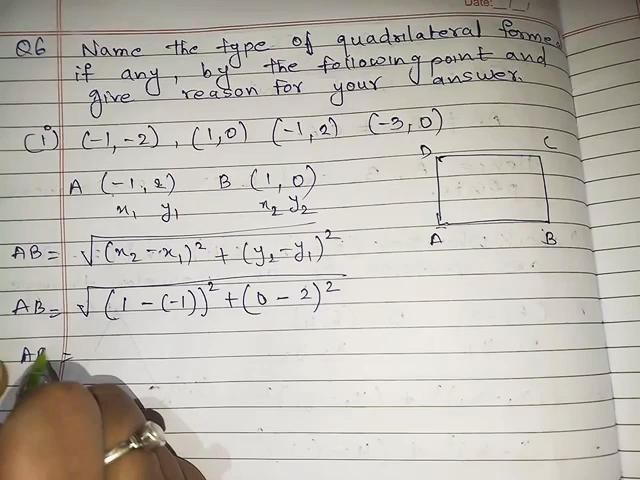 Date: / /
Q6 Name the type of quadrilateral forme
if any, by the following point and
give reason for your answer.
(i) (-1, -2), (1, 0) (-1, 2) (-3, 0)
D C
A (-1, 2) B (1, 0)
x₁ y₁ x₂ y₂
A B
AB = √(x₂ - x₁)² + (y₂ - y₁)²
AB = √(1 - (-1))² + (0 - 2)²
AB =